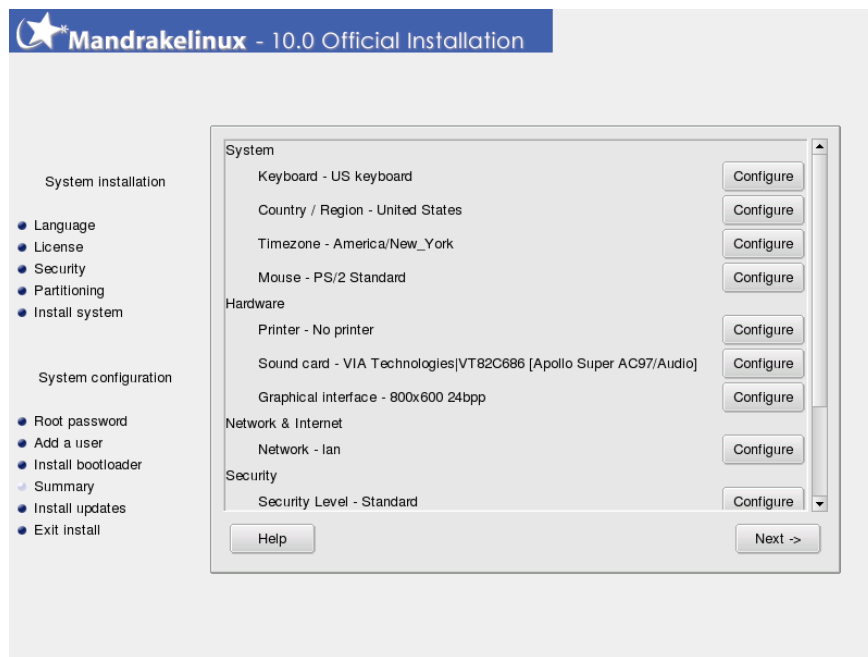 Mandrakelinux - 10.0 Official Installation
System installation
Language
License
Security
Partitioning
Install system
System configuration
Root password
Add a user
Install bootloader
Summary
Install updates
Exit install
System
Keyboard - US keyboard Configure
Country / Region - United States Configure
Timezone - America/New_York Configure
Mouse - PS/2 Standard Configure
Hardware
Printer - No printer Configure
Sound card - VIA Technologies|VT82C686 [Apollo Super AC97/Audio] Configure
Graphical interface - 800x600 24bpp Configure
Network & Internet
Network - lan Configure
Security
Security Level - Standard Configure
Help Next ->